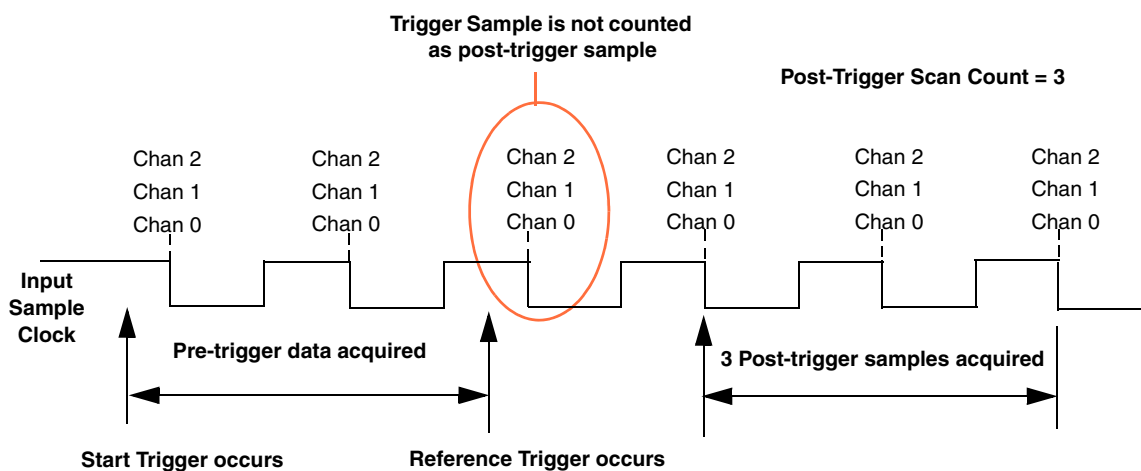 Trigger Sample is not counted
as post-trigger sample
Post-Trigger Scan Count = 3
Chan 2 Chan 2 Chan 2 Chan 2 Chan 2 Chan 2
Chan 1 Chan 1 Chan 1 Chan 1 Chan 1 Chan 1
Chan 0 Chan 0 Chan 0 Chan 0 Chan 0 Chan 0
Input
Sample
Clock
Pre-trigger data acquired
3 Post-trigger samples acquired
Start Trigger occurs
Reference Trigger occurs